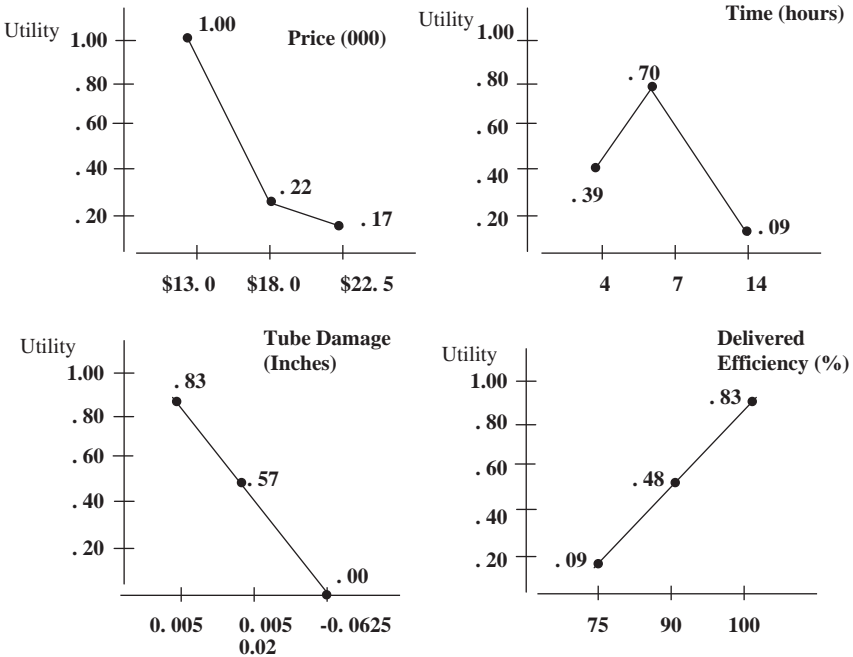 Utility
1.00
Price (000)
1.00
. 80
. 60
. 40
. 20
. 22
. 17
$13. 0 $18. 0 $22. 5
Utility
Time (hours)
1.00
. 80
. 60
. 40
. 20
. 70
. 39
. 09
4 7 14
Utility
Tube Damage
(Inches)
1.00
. 80
. 60
. 40
. 20
. 83
. 57
. 00
0. 005 0. 005 -0. 0625
0.02
Utility
Delivered
Efficiency (%)
1.00
. 80
. 60
. 40
. 20
. 83
. 48
. 09
75 90 100